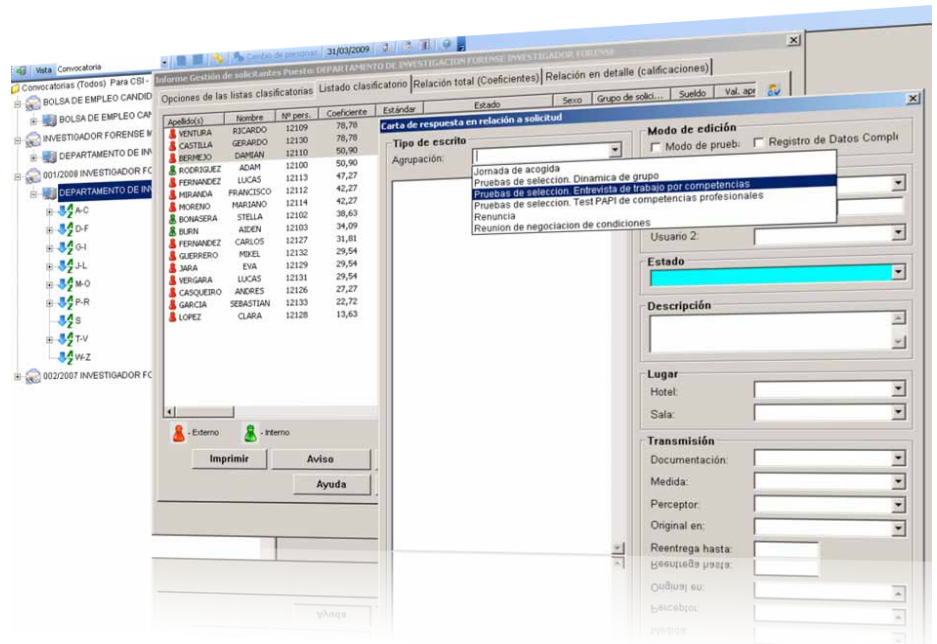 Vista Convocatoria
Cambio de personas 31/03/2009
Convocatorias (Todos) Para CSI -
BOLSA DE EMPLEO CANDID
BOLSA DE EMPLEO CAN
INVESTIGADOR FORENSE M
DEPARTAMENTO DE IN
001/2008 INVESTIGADOR FO
DEPARTAMENTO DE IN
A-C
D-F
G-I
J-L
M-O
P-R
S
T-V
W-Z
002/2007 INVESTIGADOR FO
Informe Gestión de solicitantes Puesto: DEPARTAMENTO DE INVESTIGACION FORENSE INVESTIGADOR FORENSE
Opciones de las listas clasificatorias Listado clasificatorio Relación total (Coeficientes) Relación en detalle (calificaciones)
Apellido(s) Nombre Nº pers. Coeficiente Estándar Estado Sexo Grupo de solici... Sueldo Val. apr
VENTURA RICARDO 12109 78,78
CASTILLA GERARDO 12130 78,78
BERMEJO DAMIAN 12110 50,90
RODRIGUEZ ADAM 12100 50,90
FERNANDEZ LUCAS 12113 47,27
MIRANDA FRANCISCO 12112 42,27
MORENO MARIANO 12114 42,27
BONASERA STELLA 12102 38,63
BURN AIDEN 12103 34,09
FERNANDEZ CARLOS 12127 31,81
GUERRERO MIKEL 12132 29,54
JARA EVA 12129 29,54
VERGARA LUCAS 12131 29,54
CASQUEIRO ANDRES 12126 27,27
GARCIA SEBASTIAN 12133 22,72
LOPEZ CLARA 12128 13,63
- Externo - Interno
Imprimir Aviso
Ayuda
Carta de respuesta en relación a solicitud
Tipo de escrito
Agrupación:
Jornada de acogida
Pruebas de seleccion. Dinamica de grupo
Pruebas de seleccion. Entrevista de trabajo por competencias
Pruebas de seleccion. Test PAPI de competencias profesionales
Renuncia
Reunion de negociacion de condiciones
Modo de edición
Modo de prueb: Registro de Datos Comple
Usuario 2:
Estado
Descripción
Lugar
Hotel:
Sala:
Transmisión
Documentación:
Medida:
Perceptor:
Original en:
Reentrega hasta: